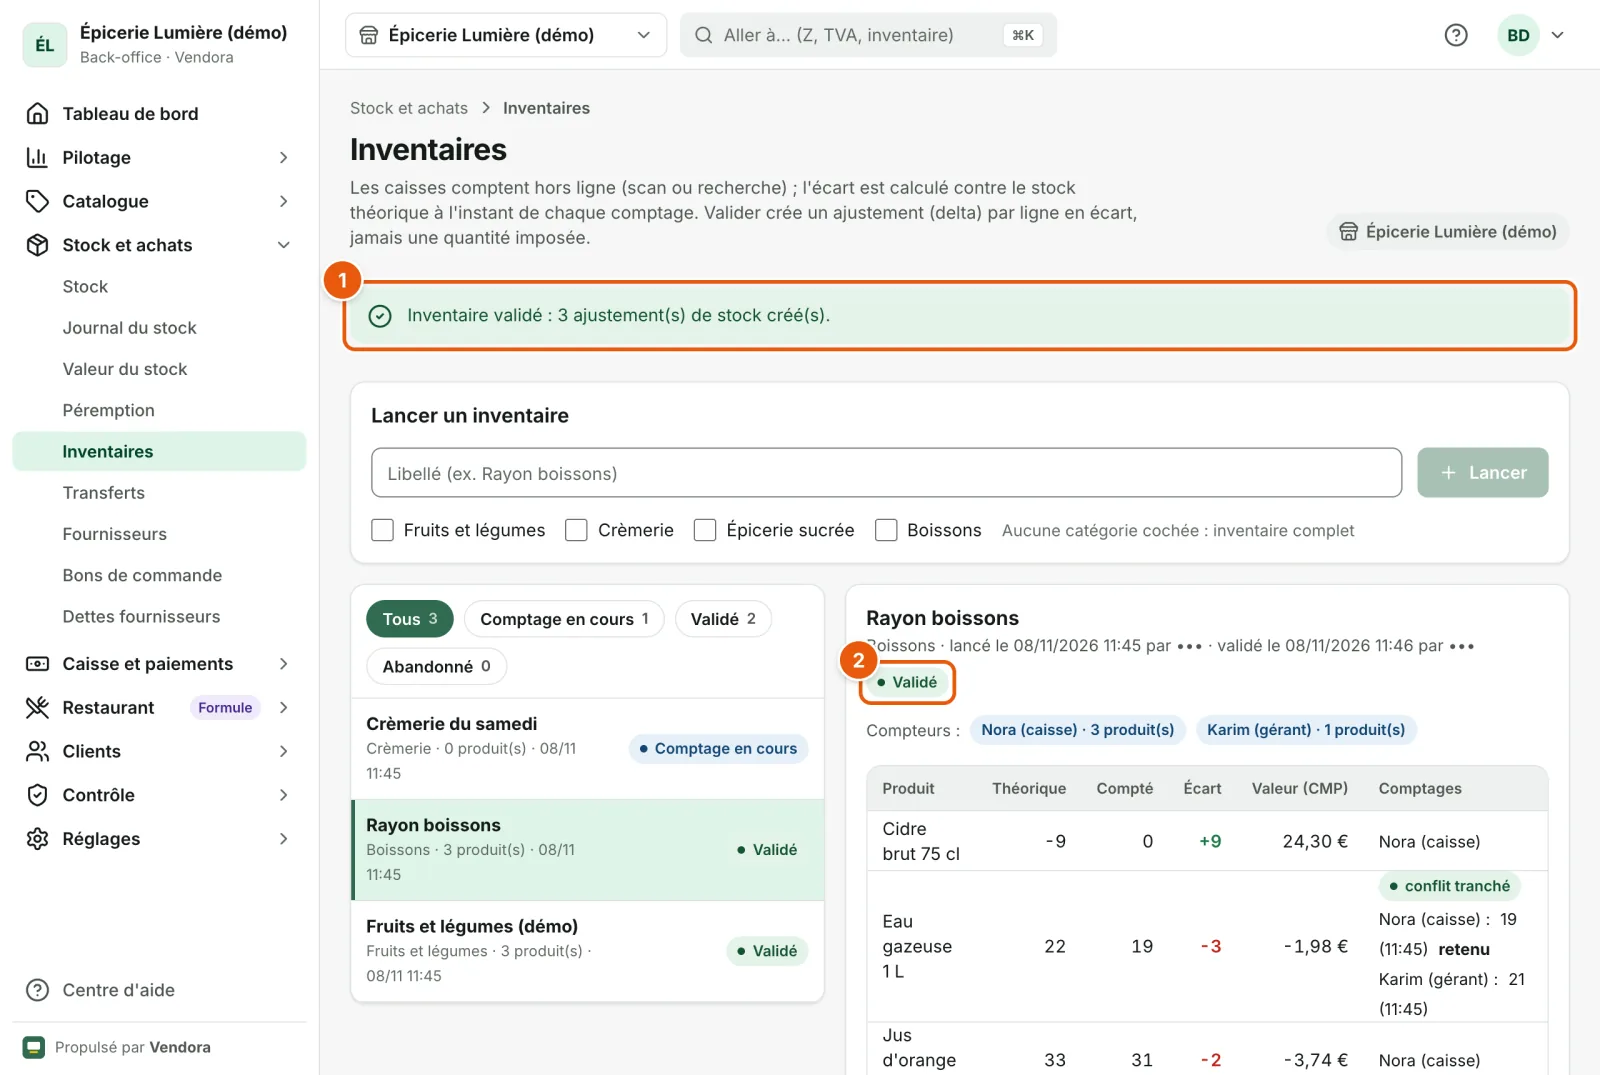 ÉL
Épicerie Lumière (démo)
Back-office · Vendora
Tableau de bord
Pilotage
Catalogue
Stock et achats
Stock
Journal du stock
Valeur du stock
Péremption
Inventaires
Transferts
Fournisseurs
Bons de commande
Dettes fournisseurs
Caisse et paiements
Restaurant Formule
Clients
Contrôle
Réglages
Centre d'aide
Propulsé par Vendora
Épicerie Lumière (démo)
Aller à... (Z, TVA, inventaire) ⌘K
BD
Stock et achats > Inventaires
Inventaires
Les caisses comptent hors ligne (scan ou recherche) ; l'écart est calculé contre le stock
théorique à l'instant de chaque comptage. Valider crée un ajustement (delta) par ligne en écart,
jamais une quantité imposée.
Épicerie Lumière (démo)
1
Inventaire validé : 3 ajustement(s) de stock créé(s).
Lancer un inventaire
Libellé (ex. Rayon boissons)
+ Lancer
Fruits et légumes Crèmerie Épicerie sucrée Boissons Aucune catégorie cochée : inventaire complet
Tous 3 Comptage en cours 1 Validé 2
Abandonné 0
Crèmerie du samedi
Crèmerie · 0 produit(s) · 08/11
11:45
Comptage en cours
Rayon boissons
Boissons · 3 produit(s) · 08/11
11:45
Validé
Fruits et légumes (démo)
Fruits et légumes · 3 produit(s) ·
08/11 11:45
Validé
Rayon boissons
Boissons · lancé le 08/11/2026 11:45 par ••• · validé le 08/11/2026 11:46 par •••
2
Validé
Compteurs : Nora (caisse) · 3 produit(s) Karim (gérant) · 1 produit(s)
Produit Théorique Compté Écart Valeur (CMP) Comptages
Cidre
brut 75 cl
-9 0 +9 24,30 € Nora (caisse)
Eau
gazeuse
1 L
22 19 -3 -1,98 €
conflit tranché
Nora (caisse) : 19
(11:45) retenu
Karim (gérant) : 21
(11:45)
Jus
d'orange
33 31 -2 -3,74 € Nora (caisse)